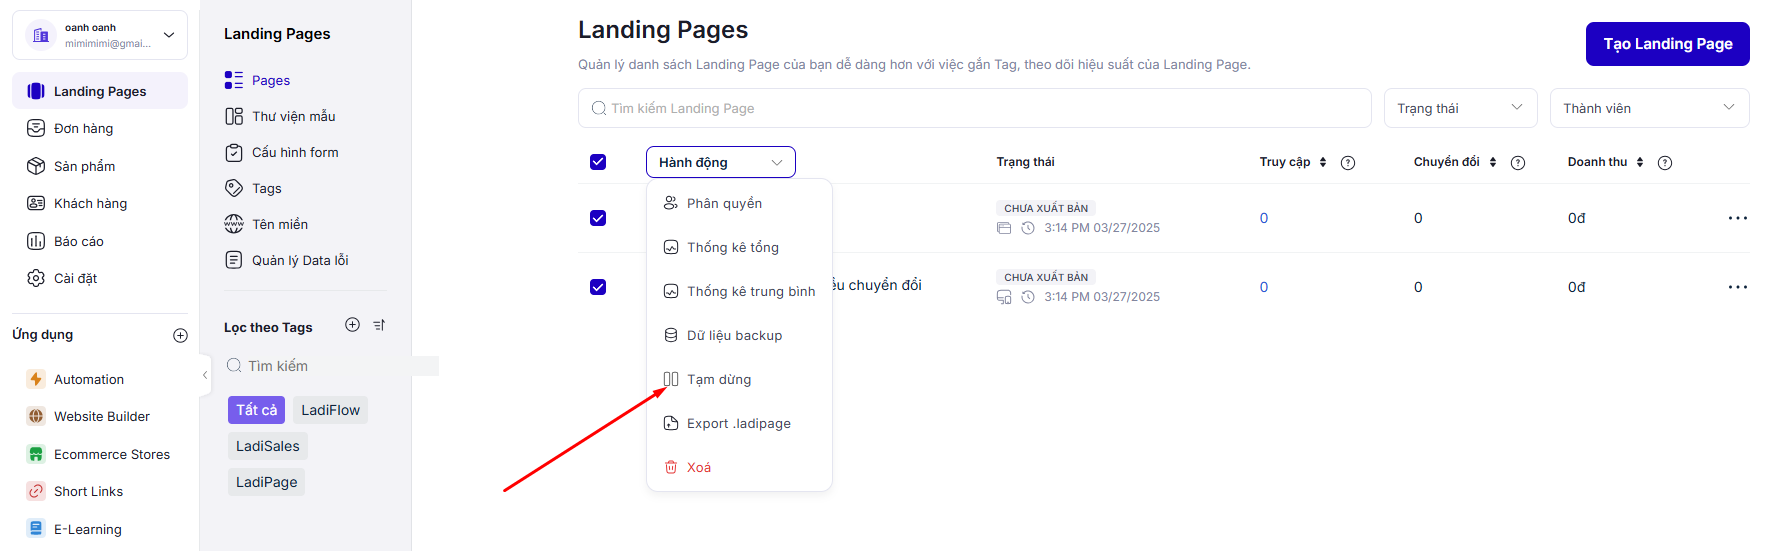 oanh oanh
mimimimi@gmai...
Landing Pages
Đơn hàng
Sản phẩm
Khách hàng
Báo cáo
Cài đặt
Ứng dụng
Automation
Website Builder
Ecommerce Stores
Short Links
E-Learning
Landing Pages
Pages
Thư viện mẫu
Cấu hình form
Tags
Tên miền
Quản lý Data lỗi
Lọc theo Tags
Tìm kiếm
Tất cả LadiFlow
LadiSales
LadiPage
Landing Pages
Quản lý danh sách Landing Page của bạn dễ dàng hơn với việc gắn Tag, theo dõi hiệu suất của Landing Page.
Tạo Landing Page
Tìm kiếm Landing Page Trạng thái Thành viên
Hành động Trạng thái Truy cập ? Chuyển đổi ? Doanh thu ?
Phân quyền
Thống kê tổng
Thống kê trung bình
Dữ liệu backup
Tạm dừng
Export .ladipage
Xoá
CHƯA XUẤT BẢN
3:14 PM 03/27/2025 0 0 0đ
chuyển đổi
CHƯA XUẤT BẢN
3:14 PM 03/27/2025 0 0 0đ